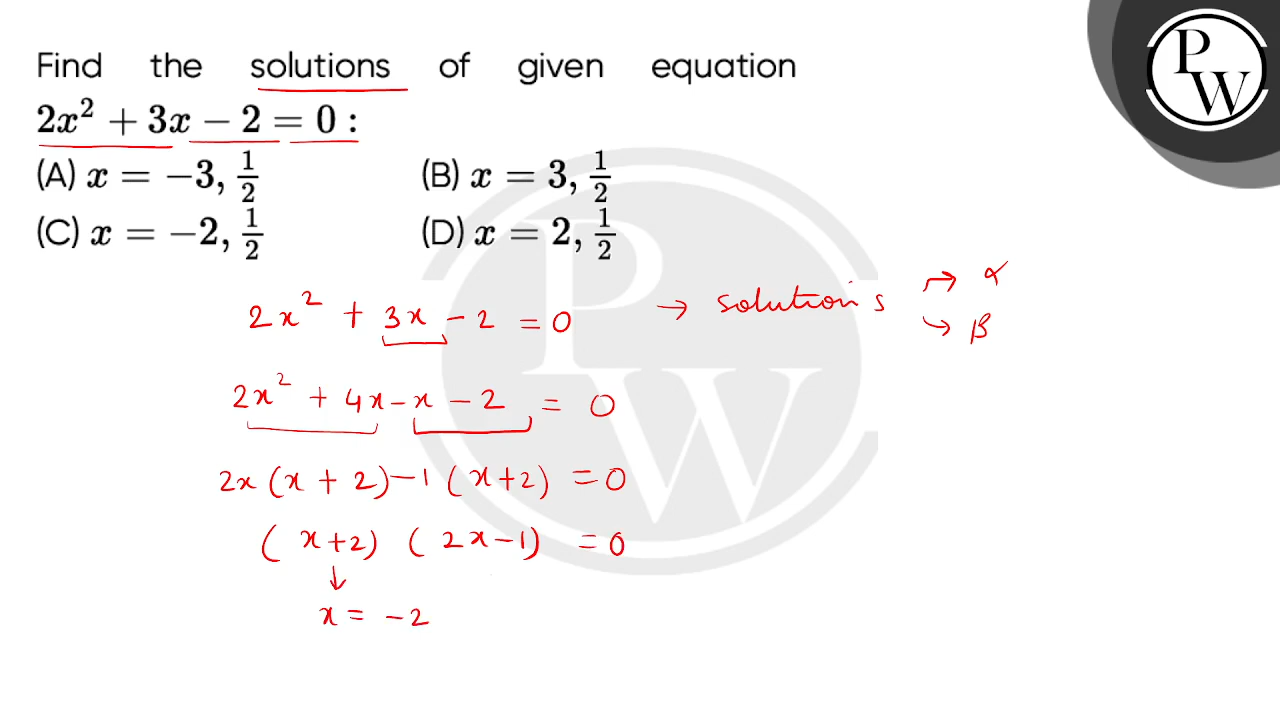 Find the solutions of given equation
2x² + 3x − 2 = 0 :
(A) x = −3, 1/2 (B) x = 3, 1/2
(C) x = −2, 1/2 (D) x = 2, 1/2
2x² + 3x − 2 = 0 → solution s → α
↪ β
2x² + 4x − x − 2 = 0
2x (x + 2) − 1 (x+2) = 0
(x+2) (2x−1) = 0
↓
x = −2
P
W
P
W